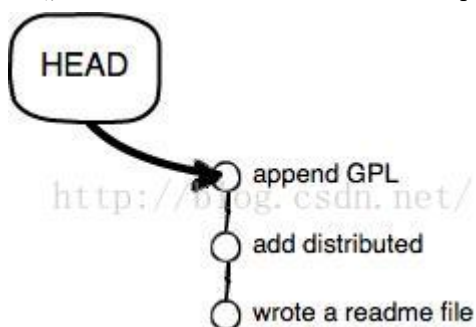 HEAD
append GPL
http://blog.csdn.net/
add distributed
wrote a readme file